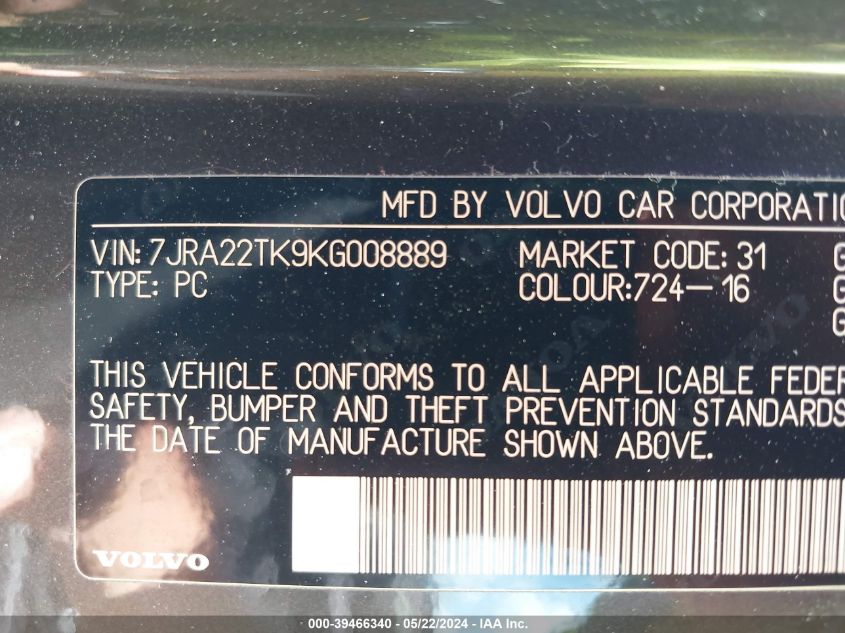 MFD BY VOLVO CAR CORPORATIO
VIN: 7JRA22TK9KG008889 MARKET CODE: 31 G
TYPE: PC COLOUR:724-16 G
G
THIS VEHICLE CONFORMS TO ALL APPLICABLE FEDER
SAFETY, BUMPER AND THEFT PREVENTION STANDARDS
THE DATE OF MANUFACTURE SHOWN ABOVE.
VOLVO
000-39466340 - 05/22/2024 - IAA Inc.